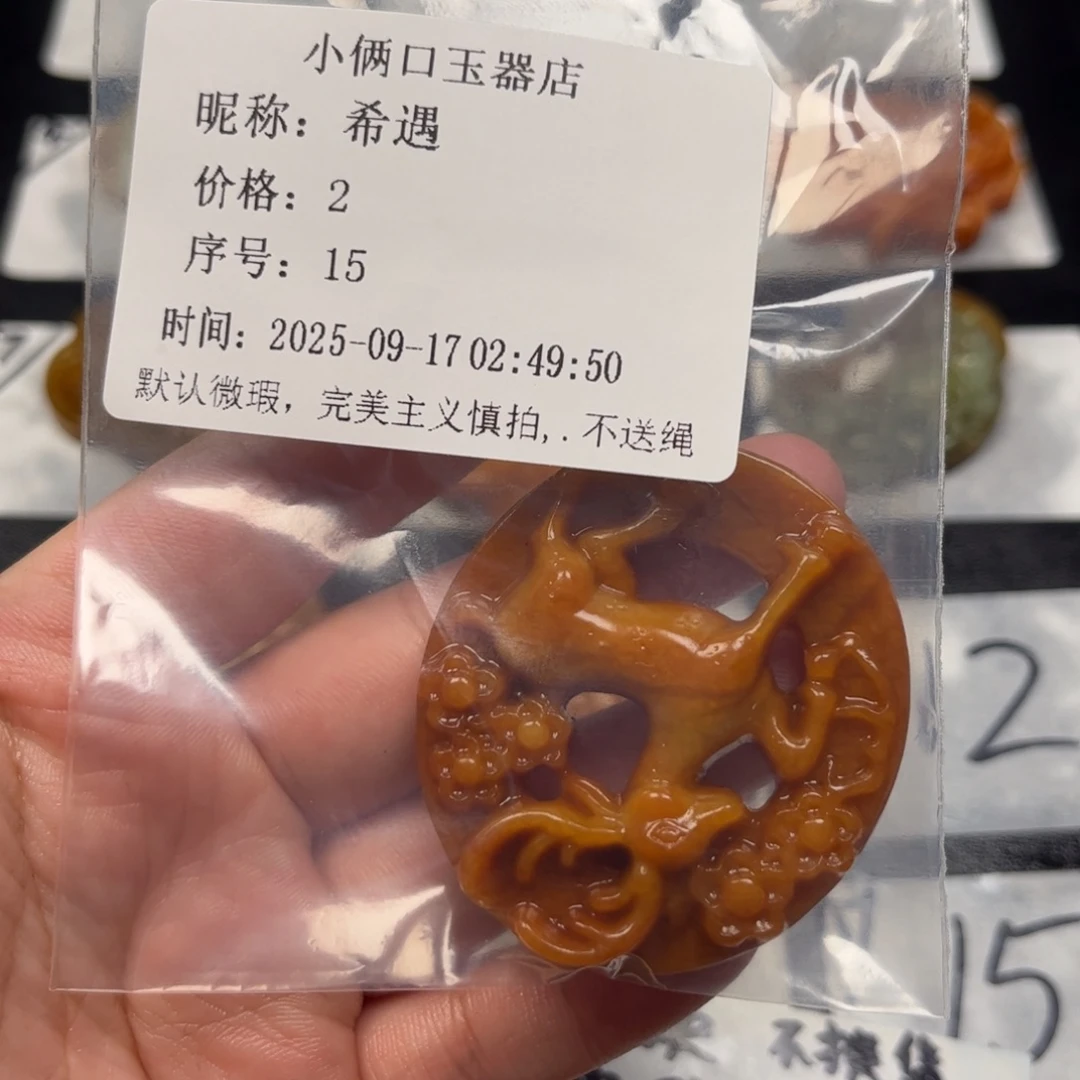 小俩口玉器店
昵称：希遇
价格：2
序号：15
时间：2025-09-17 02:49:50
默认微瑕，完美主义慎拍,. 不送绳
2
15
不接